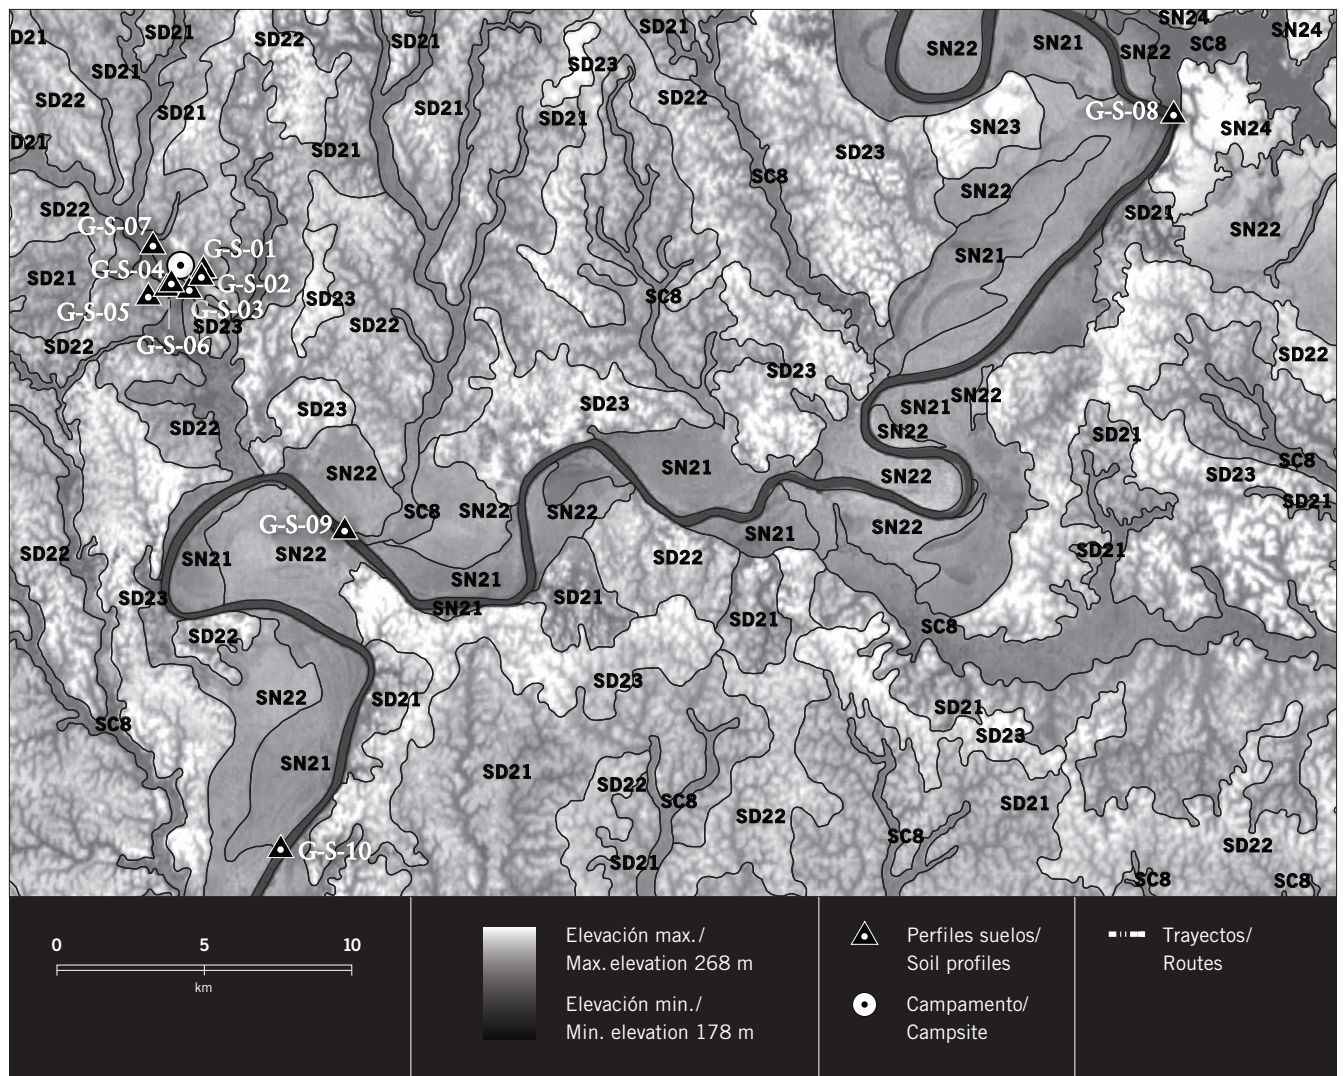 D21 SD21 SD22 SD21 SD21 SN22 SN21 SN22 SN24 SC8 SN24
SD21 SD23
SD22 SD21 SD21 SD21 SD22 G-S-08
D21 SD21 SD23 SN23 SN24
SC8 SN22
SD22 SD21
G-S-07 SN22
G-S-01 SN21
G-S-04
SD21 G-S-02
G-S-05 G-S-03 SD23 SC8
SD23 SD22
SD22 G-S-06 SD22
SD23
SD23 SD23 SN21 SN22
SD22 SN22 SD21
SN22 SN21 SN22 SC8
SD23
SC8 SN22 SN22 SN22 SD21
G-S-09 SN21
SD22 SN21 SN22 SD22 SD21
SN21
SD23 SN21 SD21
SD22 SD21 SC8
SN22 SD21 SD23
SC8 SD21
SD23
SN21 SD21
SD22 SC8 SD21
SD22
SC8 SD22
G-S-10 SD21
SC8 SC8
0 5 10
km
Elevación max./
Max. elevation 268 m
Elevación min./
Min. elevation 178 m
Perfiles suelos/
Soil profiles
Campamento/
Campsite
Trayectos/
Routes